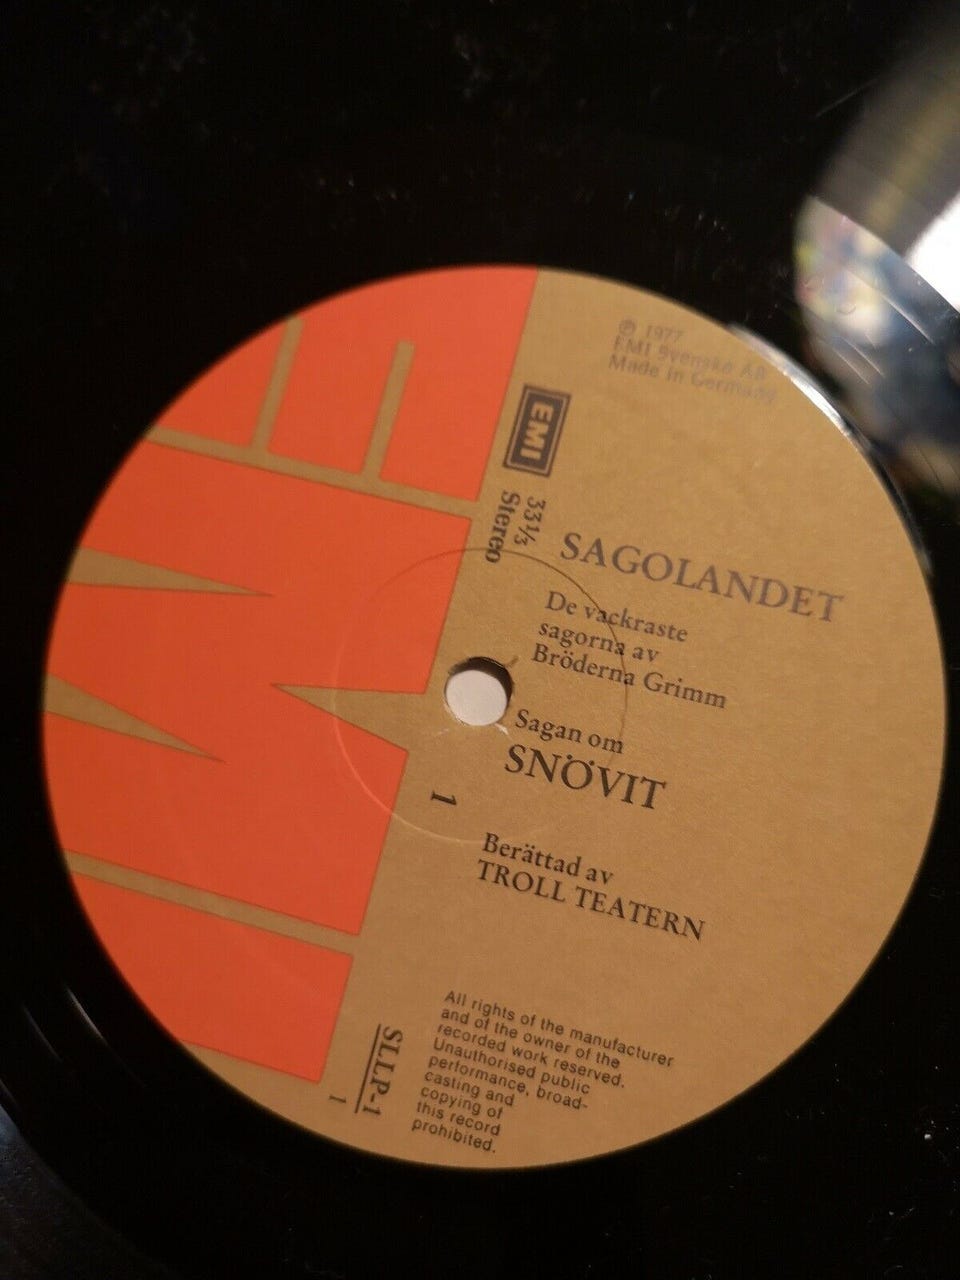 ℗ 1977
EMI Svenska AB
Made in Germany
EMI
EMI
33⅓
Stereo
SAGOLANDET
De vackraste
sagorna av
Bröderna Grimm
Sagan om
SNÖVIT
1
Berättad av
TROLL TEATERN
All rights of the manufacturer
and of the owner of the
recorded work reserved.
Unauthorised public
performance, broad-
casting and
copying of
this record
prohibited.
SLLP-1
1